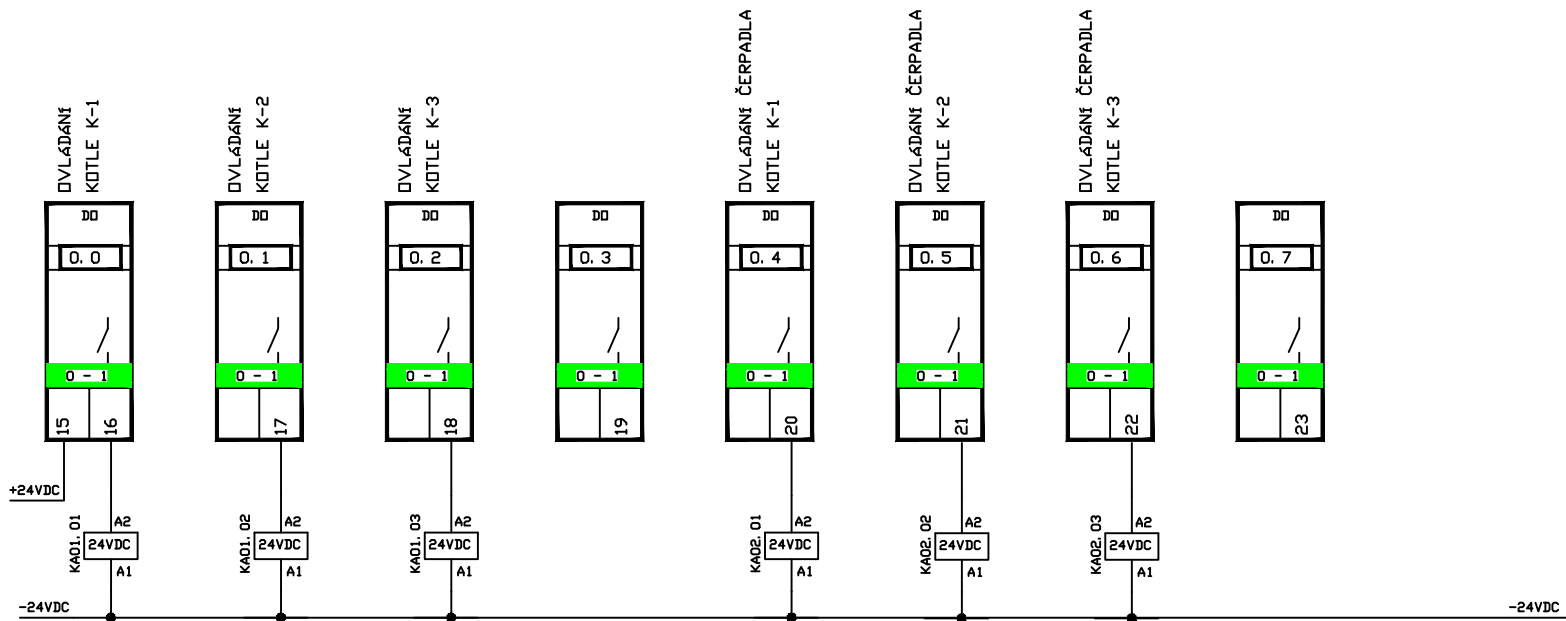 OVLÁDÁNÍ
KOTLE K-1
OVLÁDÁNÍ
KOTLE K-2
OVLÁDÁNÍ
KOTLE K-3
OVLÁDÁNÍ ČERPADLA
KOTLE K-1
OVLÁDÁNÍ ČERPADLA
KOTLE K-2
OVLÁDÁNÍ ČERPADLA
KOTLE K-3
DO
DO
DO
DO
DO
DO
DO
DO
0.0
0.1
0.2
0.3
0.4
0.5
0.6
0.7
0 - 1
0 - 1
0 - 1
0 - 1
0 - 1
0 - 1
0 - 1
0 - 1
15
16
17
18
19
20
21
22
23
+24VDC
KA01.01
A2
24VDC
A1
KA01.02
A2
24VDC
A1
KA01.03
A2
24VDC
A1
KA02.01
A2
24VDC
A1
KA02.02
A2
24VDC
A1
KA02.03
A2
24VDC
A1
-24VDC
-24VDC